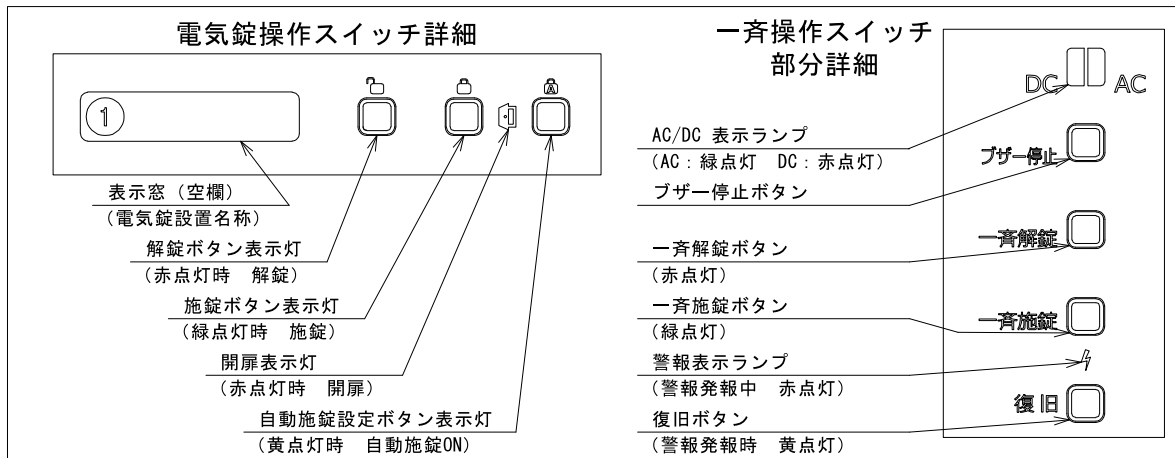 電気錠操作スイッチ詳細
①
A
表示窓（空欄）
（電気錠設置名称）
解錠ボタン表示灯
（赤点灯時　解錠）
施錠ボタン表示灯
（緑点灯時　施錠）
開扉表示灯
（赤点灯時　開扉）
自動施錠設定ボタン表示灯
（黄点灯時　自動施錠ON）
一斉操作スイッチ
部分詳細
DC AC
ブザー停止
一斉解錠
一斉施錠
復旧
AC/DC 表示ランプ
（AC：緑点灯　DC：赤点灯）
ブザー停止ボタン
一斉解錠ボタン
（赤点灯）
一斉施錠ボタン
（緑点灯）
警報表示ランプ
（警報発報中　赤点灯）
復旧ボタン
（警報発報時　黄点灯）